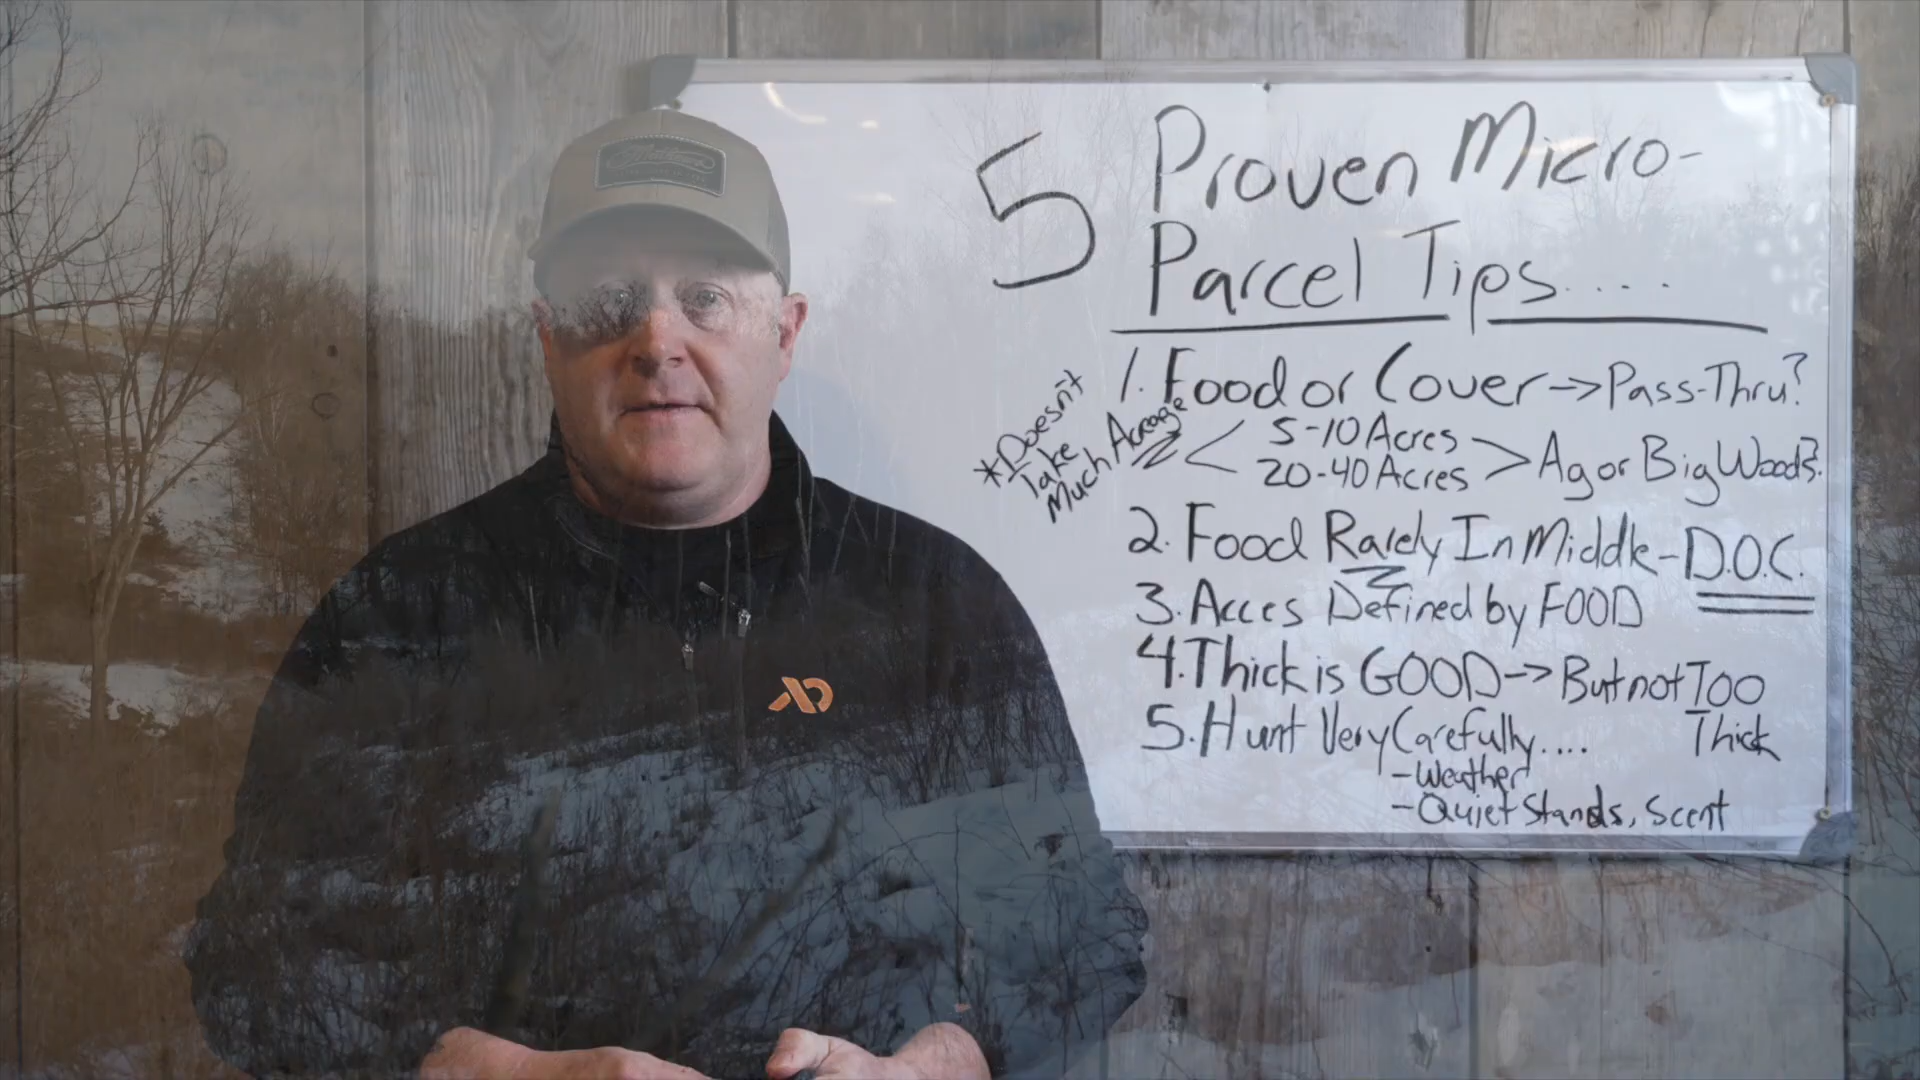 5 Proven Micro-
Parcel Tips.....
1. Food or Cover -> Pass-Thru?
*Doesn't
Take
Much Acreage
< 5-10 Acres
20-40 Acres > Ag or Big Woods?
2. Food Rarely In Middle - D.O.C.
3. Acces Defined by FOOD
4. Thick is GOOD -> But not Too
Thick
5. Hunt Very Carefully....
- Weather
- Quiet Stands, Scent